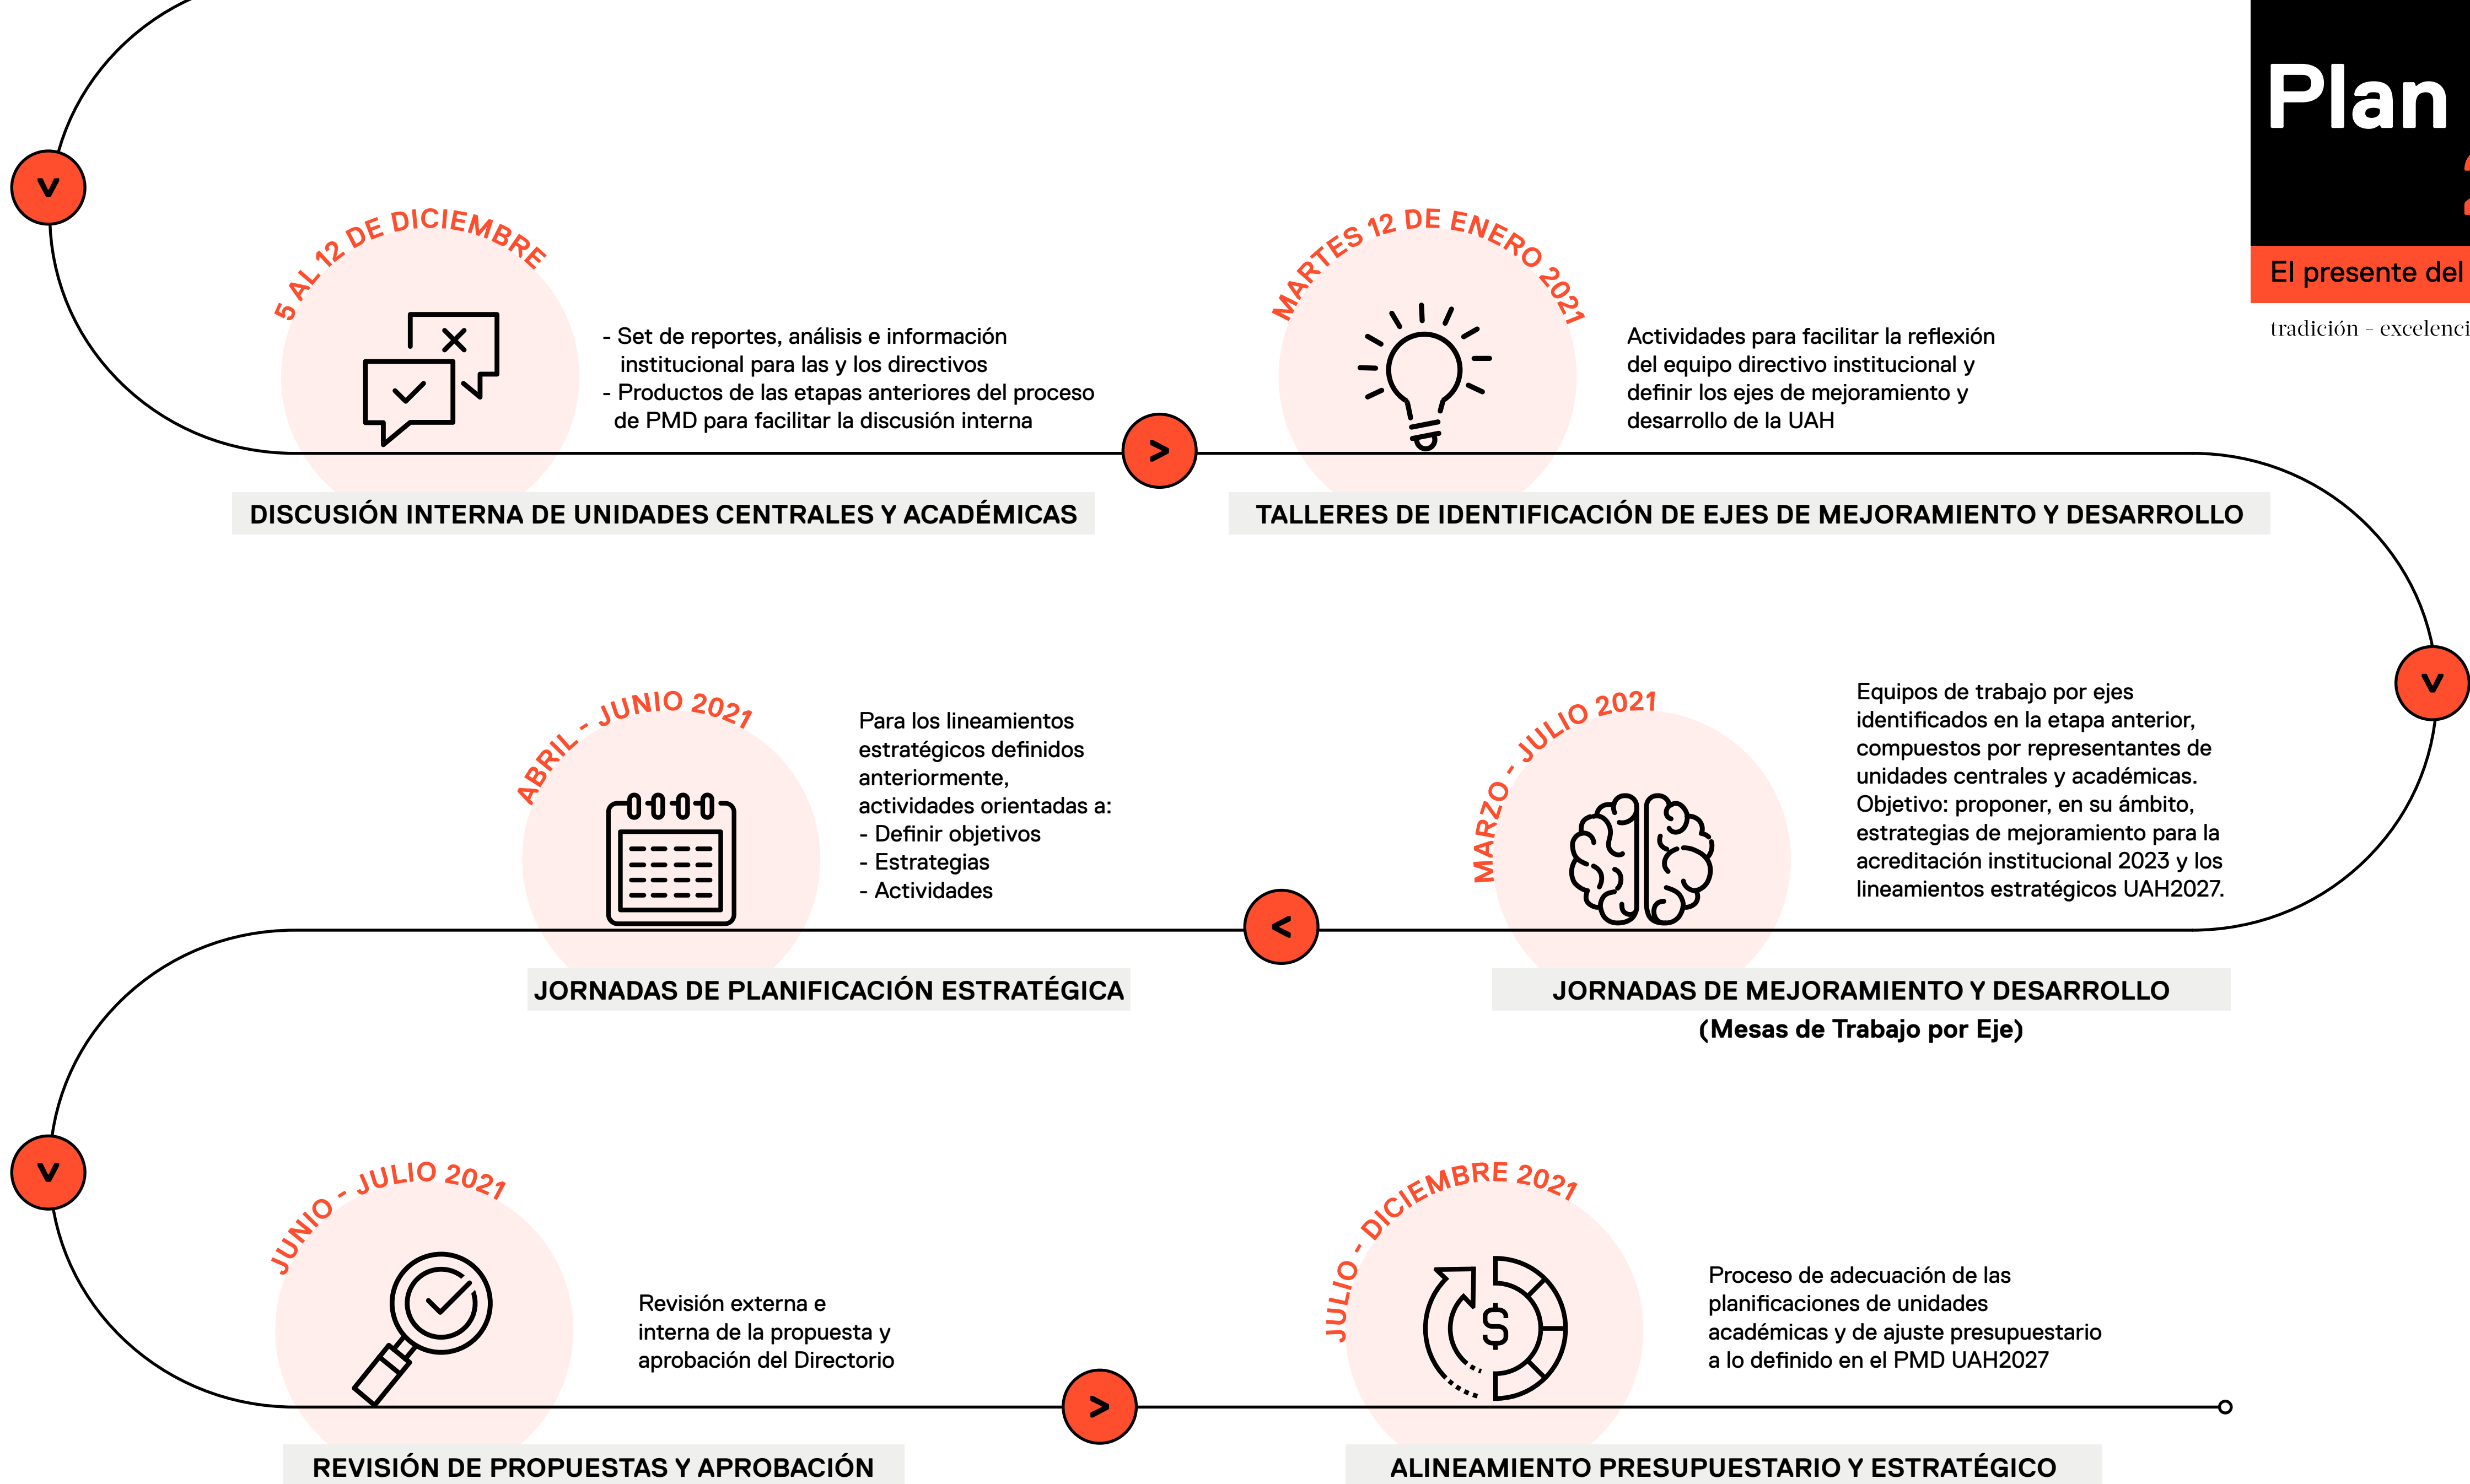 Plan
El presente del
tradición - excelenci
5 AL 12 DE DICIEMBRE
- Set de reportes, análisis e información
institucional para las y los directivos
- Productos de las etapas anteriores del proceso
de PMD para facilitar la discusión interna
DISCUSIÓN INTERNA DE UNIDADES CENTRALES Y ACADÉMICAS
MARTES 12 DE ENERO 2021
Actividades para facilitar la reflexión
del equipo directivo institucional y
definir los ejes de mejoramiento y
desarrollo de la UAH
TALLERES DE IDENTIFICACIÓN DE EJES DE MEJORAMIENTO Y DESARROLLO
MARZO - JULIO 2021
Equipos de trabajo por ejes
identificados en la etapa anterior,
compuestos por representantes de
unidades centrales y académicas.
Objetivo: proponer, en su ámbito,
estrategias de mejoramiento para la
acreditación institucional 2023 y los
lineamientos estratégicos UAH2027.
JORNADAS DE MEJORAMIENTO Y DESARROLLO
(Mesas de Trabajo por Eje)
ABRIL - JUNIO 2021
Para los lineamientos
estratégicos definidos
anteriormente,
actividades orientadas a:
- Definir objetivos
- Estrategias
- Actividades
JORNADAS DE PLANIFICACIÓN ESTRATÉGICA
JUNIO - JULIO 2021
Revisión externa e
interna de la propuesta y
aprobación del Directorio
REVISIÓN DE PROPUESTAS Y APROBACIÓN
JULIO - DICIEMBRE 2021
$
Proceso de adecuación de las
planificaciones de unidades
académicas y de ajuste presupuestario
a lo definido en el PMD UAH2027
ALINEAMIENTO PRESUPUESTARIO Y ESTRATÉGICO